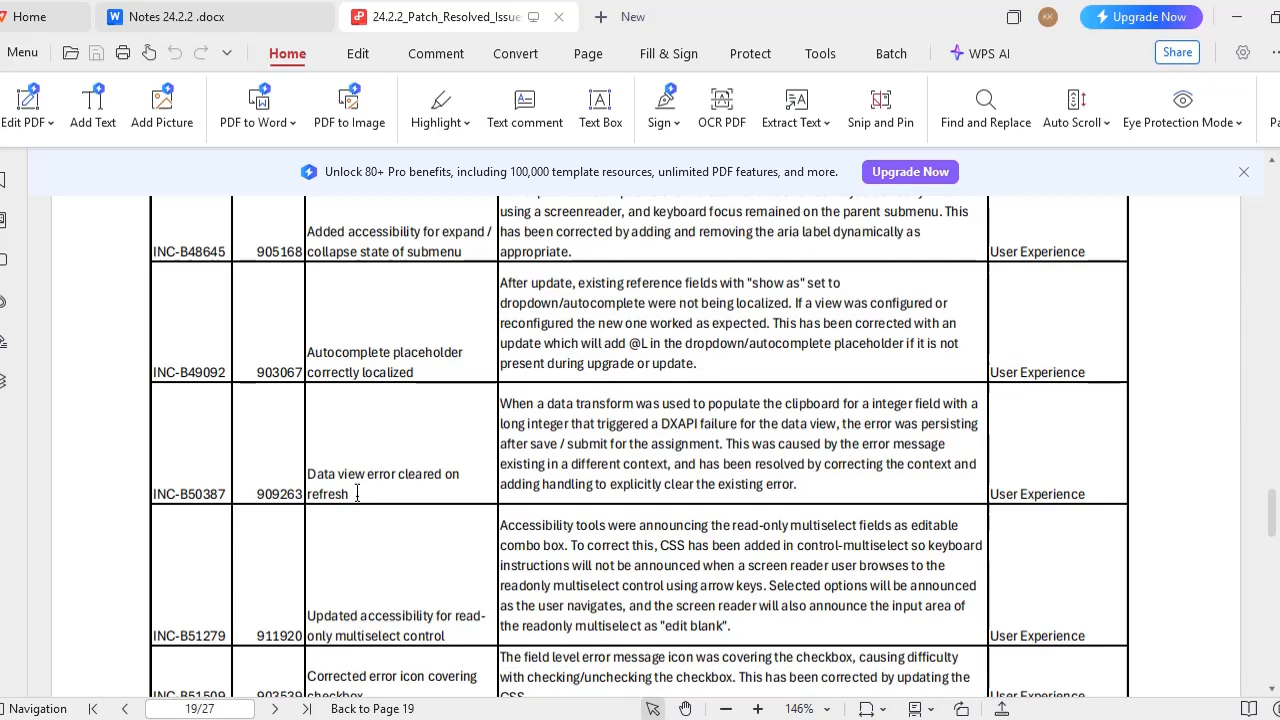 Home
Notes 24.2.2 .docx
24.2.2_Patch_Resolved_Issue
New
KK
Upgrade Now
Menu
Home
Edit
Comment
Convert
Page
Fill & Sign
Protect
Batch
Tools
WPS AI
Share
Edit PDF
Add Text
Add Picture
PDF to Word
PDF to Image
Highlight
Text comment
Text Box
Sign
OCR PDF
Extract Text
Snip and Pin
Find and Replace
Auto Scroll
Eye Protection Mode
Unlock 80+ Pro benefits, including 100,000 template resources, unlimited PDF features, and more.
Upgrade Now
INC-B48645
905168
Added accessibility for expand /
collapse state of submenu
using a screenreader, and keyboard focus remained on the parent submenu. This
has been corrected by adding and removing the aria label dynamically as
appropriate.
User Experience
INC-B49092
903067
Autocomplete placeholder
correctly localized
After update, existing reference fields with "show as" set to
dropdown/autocomplete were not being localized. If a view was configured or
reconfigured the new one worked as expected. This has been corrected with an
update which will add @L in the dropdown/autocomplete placeholder if it is not
present during upgrade or update.
User Experience
INC-B50387
909263
Data view error cleared on
refresh
When a data transform was used to populate the clipboard for a integer field with a
long integer that triggered a DXAPI failure for the data view, the error was persisting
after save / submit for the assignment. This was caused by the error message
existing in a different context, and has been resolved by correcting the context and
adding handling to explicitly clear the existing error.
User Experience
INC-B51279
911920
Updated accessibility for read-
only multiselect control
Accessibility tools were announcing the read-only multiselect fields as editable
combo box. To correct this, CSS has been added in control-multiselect so keyboard
instructions will not be announced when a screen reader user browses to the
readonly multiselect control using arrow keys. Selected options will be announced
as the user navigates, and the screen reader will also announce the input area of
the readonly multiselect as "edit blank".
User Experience
INC-B51509
903539
Corrected error icon covering
checkbox
The field level error message icon was covering the checkbox, causing difficulty
with checking/unchecking the checkbox. This has been corrected by updating the
CSS.
User Experience
Navigation
19/27
Back to Page 19
146%